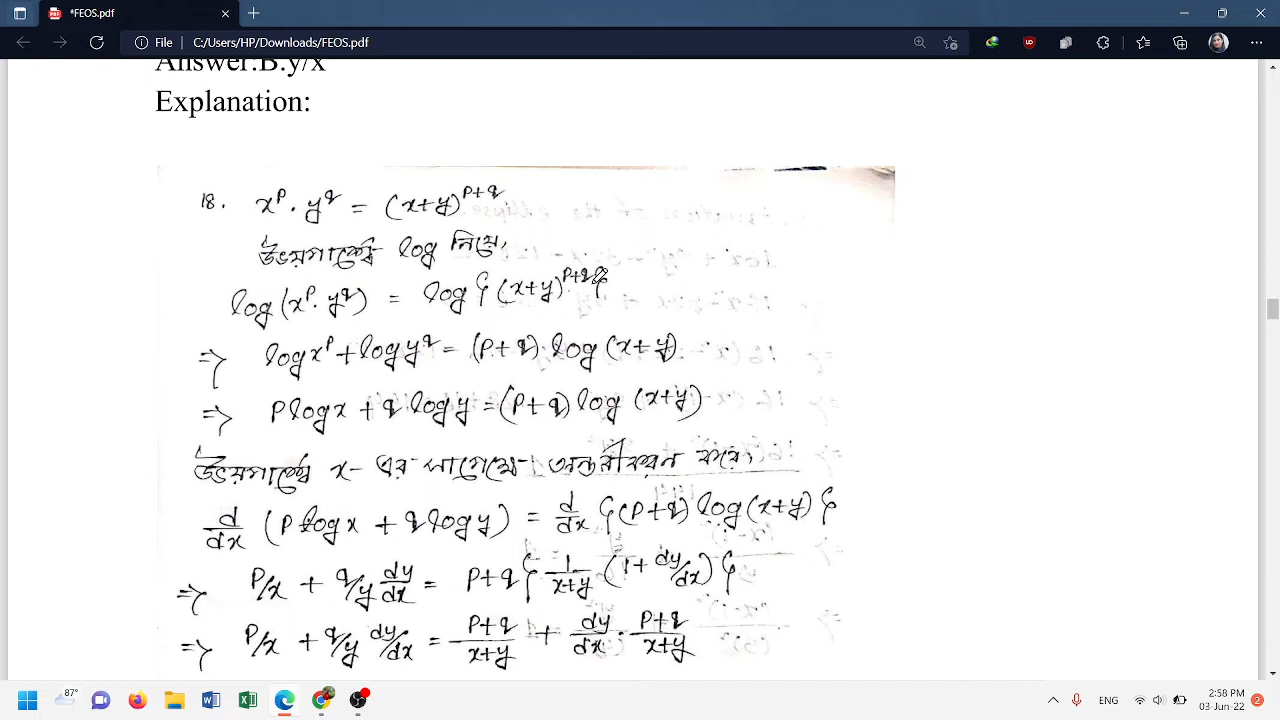 *FEOS.pdf
File | C:/Users/HP/Downloads/FEOS.pdf
Answer:B.y/x
Explanation:
18. x^p . y^q = (x+y)^{p+q}
উভয়পার্শ্বে log নিয়ে,
log(x^p . y^q) = log {(x+y)^{p+q}}
=> log x^p + log y^q = (p+q) log (x+y)
=> P log x + q log y = (p+q) log (x+y)
উভয়পার্শ্বে x- এর সাপেক্ষে অন্তরীকরণ করে,
d/dx (p log x + q log y) = d/dx {(p+q) log (x+y)}
=> p/x + q/y dy/dx = p+q { 1/x+y (1 + dy/dx) }
=> p/x + q/y dy/dx = p+q/x+y + dy/dx . p+q/x+y
87°
ENG
2:58 PM
03-Jun-22
2